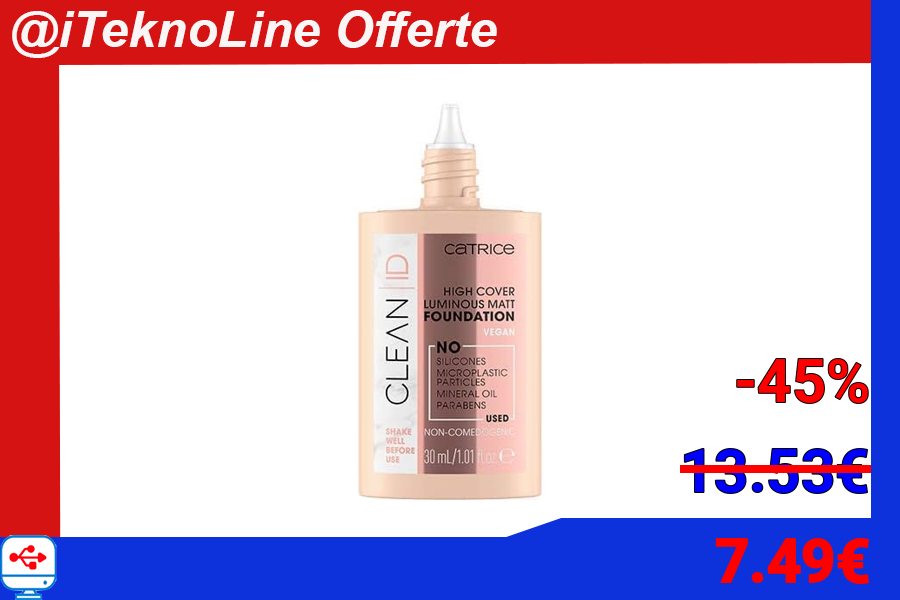 @iTeknoLine Offerte
CATRICE
CLEAN ID
HIGH COVER
LUMINOUS MATT
FOUNDATION
VEGAN
NO
SILICONES
MICROPLASTIC
PARTICLES
MINERAL OIL
PARABENS
USED
NON-COMEDOGENIC
SHAKE
WELL
BEFORE
USE
30 mL/1.01 fl.oz. ℮
-45%
13.53€
7.49€